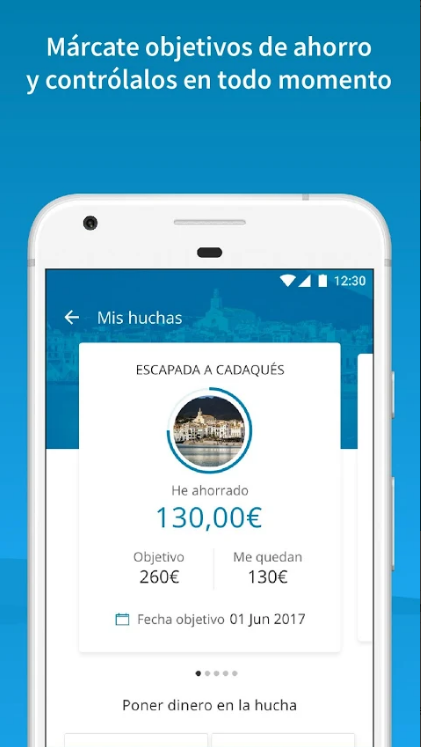 Márcate objetivos de ahorro
y contrólalos en todo momento
12:30
Mis huchas
ESCAPADA A CADAQUÉS
He ahorrado
130,00€
Objetivo
260€
Me quedan
130€
Fecha objetivo 01 Jun 2017
Poner dinero en la hucha